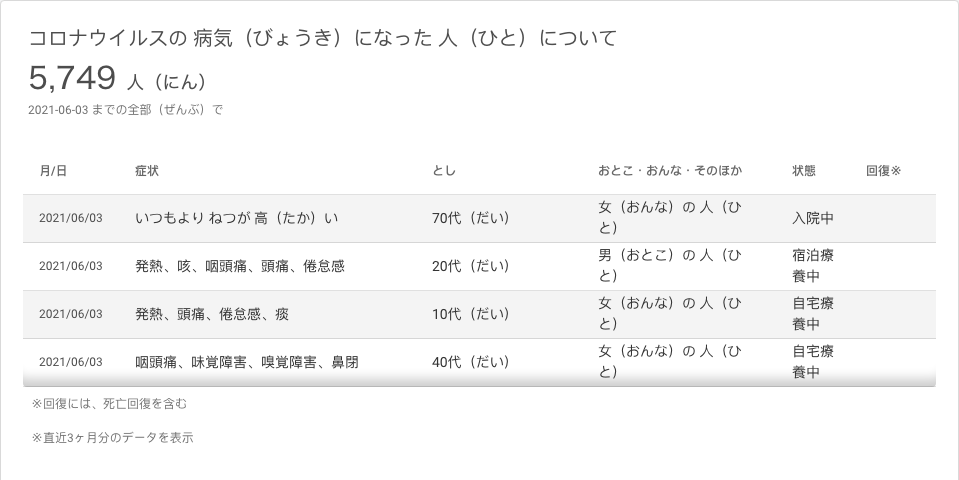 コロナウイルスの 病気（びょうき）になった 人（ひと）について
5,749 人（にん）
2021-06-03 までの全部（ぜんぶ）で
月/日 症状 とし おとこ・おんな・そのほか 状態 回復※
2021/06/03 いつもより ねつが 高（たか）い 70代（だい） 女（おんな）の 人（ひ
と） 入院中
2021/06/03 発熱、咳、咽頭痛、頭痛、倦怠感 20代（だい） 男（おとこ）の 人（ひ
と） 宿泊療
養中
2021/06/03 発熱、頭痛、倦怠感、痰 10代（だい） 女（おんな）の 人（ひ
と） 自宅療
養中
2021/06/03 咽頭痛、味覚障害、嗅覚障害、鼻閉 40代（だい） 女（おんな）の 人（ひ
と） 自宅療
養中
※回復には、死亡回復を含む
※直近3ヶ月分のデータを表示